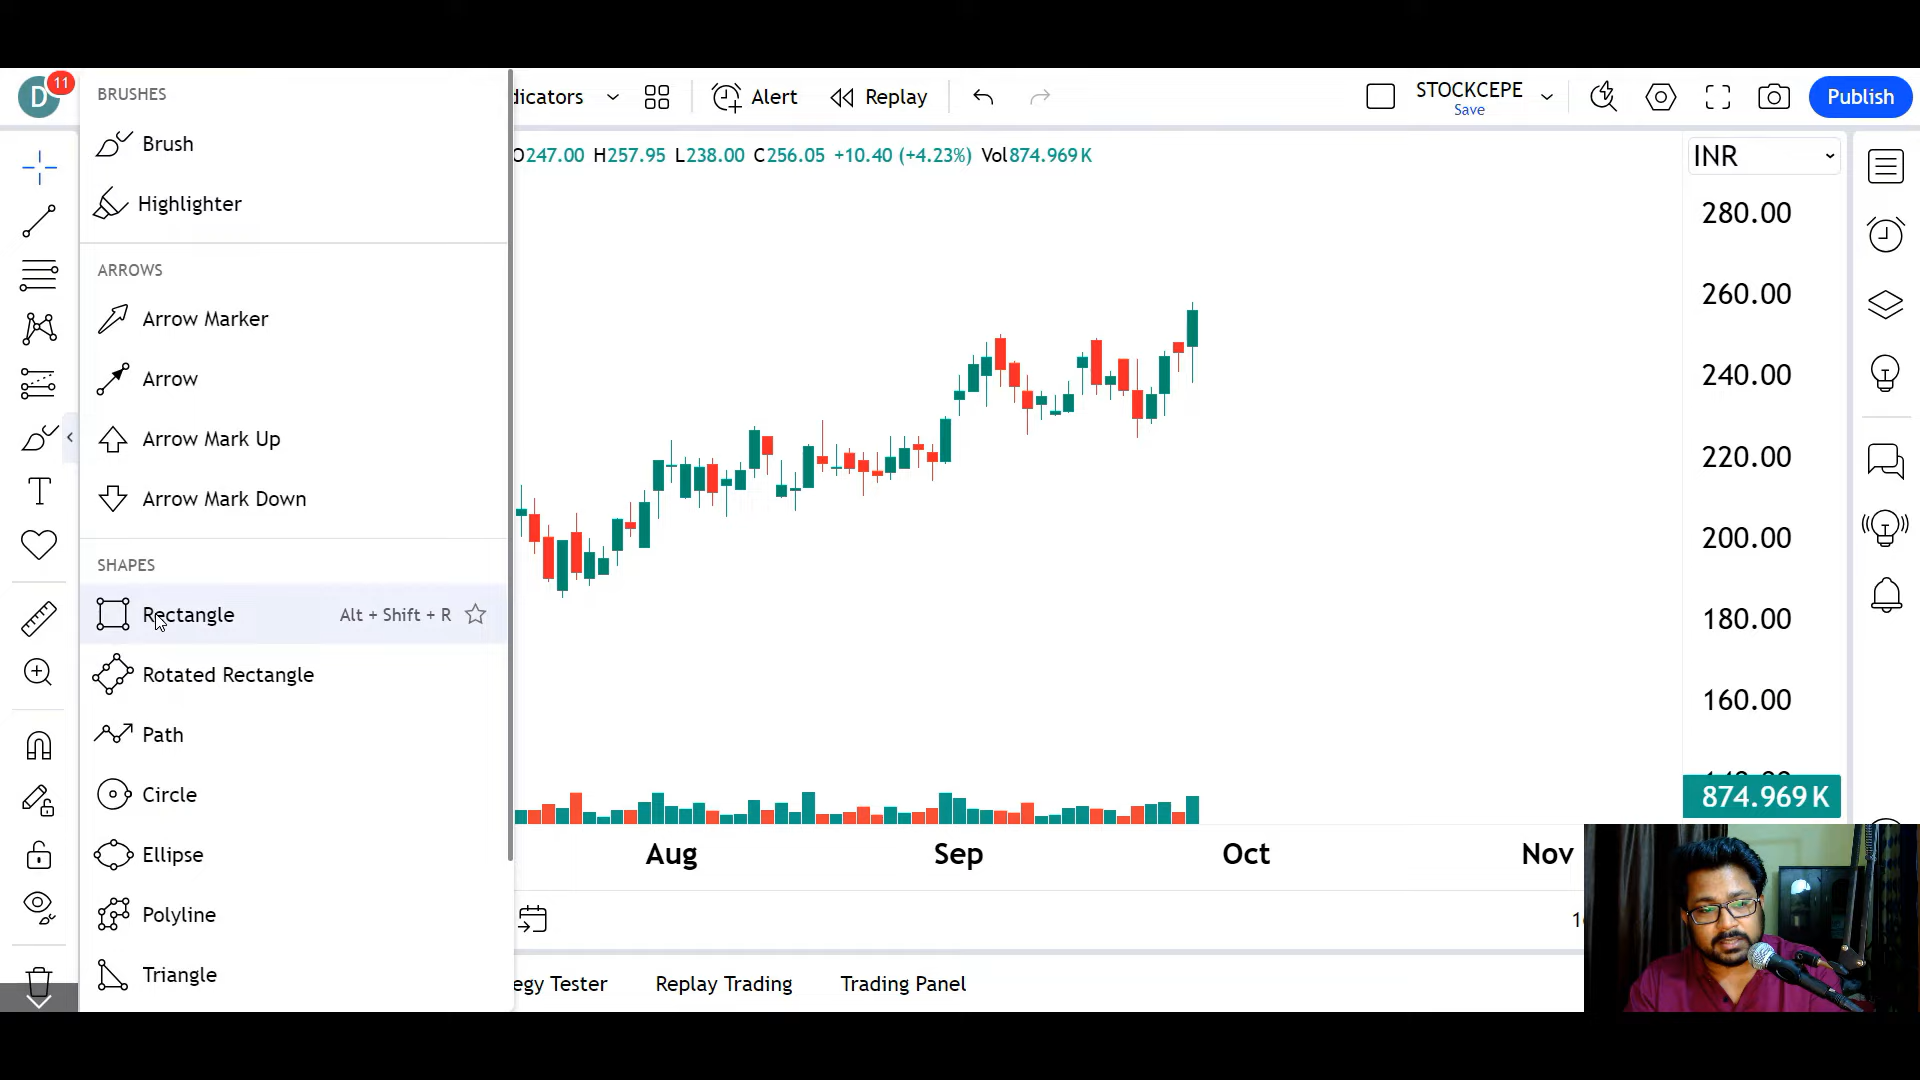 D
11
dicators
Alert
Replay
STOCKCEPE
Save
Publish
O247.00 H257.95 L238.00 C256.05 +10.40 (+4.23%) Vol874.969 K
INR
BRUSHES
Brush
Highlighter
ARROWS
Arrow Marker
Arrow
Arrow Mark Up
Arrow Mark Down
SHAPES
Rectangle Alt + Shift + R
Rotated Rectangle
Path
Circle
Ellipse
Polyline
Triangle
280.00
260.00
240.00
220.00
200.00
180.00
160.00
874.969 K
Aug Sep Oct Nov
egy Tester Replay Trading Trading Panel